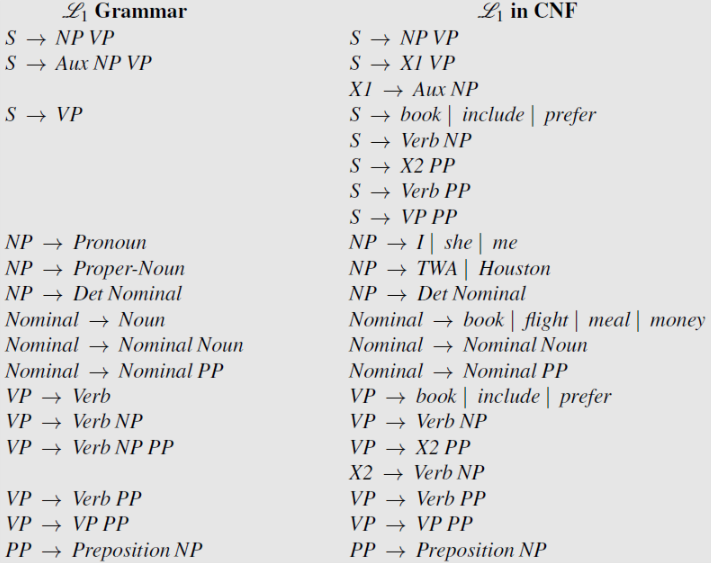 ℒ1 Grammar ℒ1 in CNF
S → NP VP S → NP VP
S → Aux NP VP S → X1 VP
X1 → Aux NP
S → VP S → book | include | prefer
S → Verb NP
S → X2 PP
S → Verb PP
S → VP PP
NP → Pronoun NP → I | she | me
NP → Proper-Noun NP → TWA | Houston
NP → Det Nominal NP → Det Nominal
Nominal → Noun Nominal → book | flight | meal | money
Nominal → Nominal Noun Nominal → Nominal Noun
Nominal → Nominal PP Nominal → Nominal PP
VP → Verb VP → book | include | prefer
VP → Verb NP VP → Verb NP
VP → Verb NP PP VP → X2 PP
X2 → Verb NP
VP → Verb PP VP → Verb PP
VP → VP PP VP → VP PP
PP → Preposition NP PP → Preposition NP